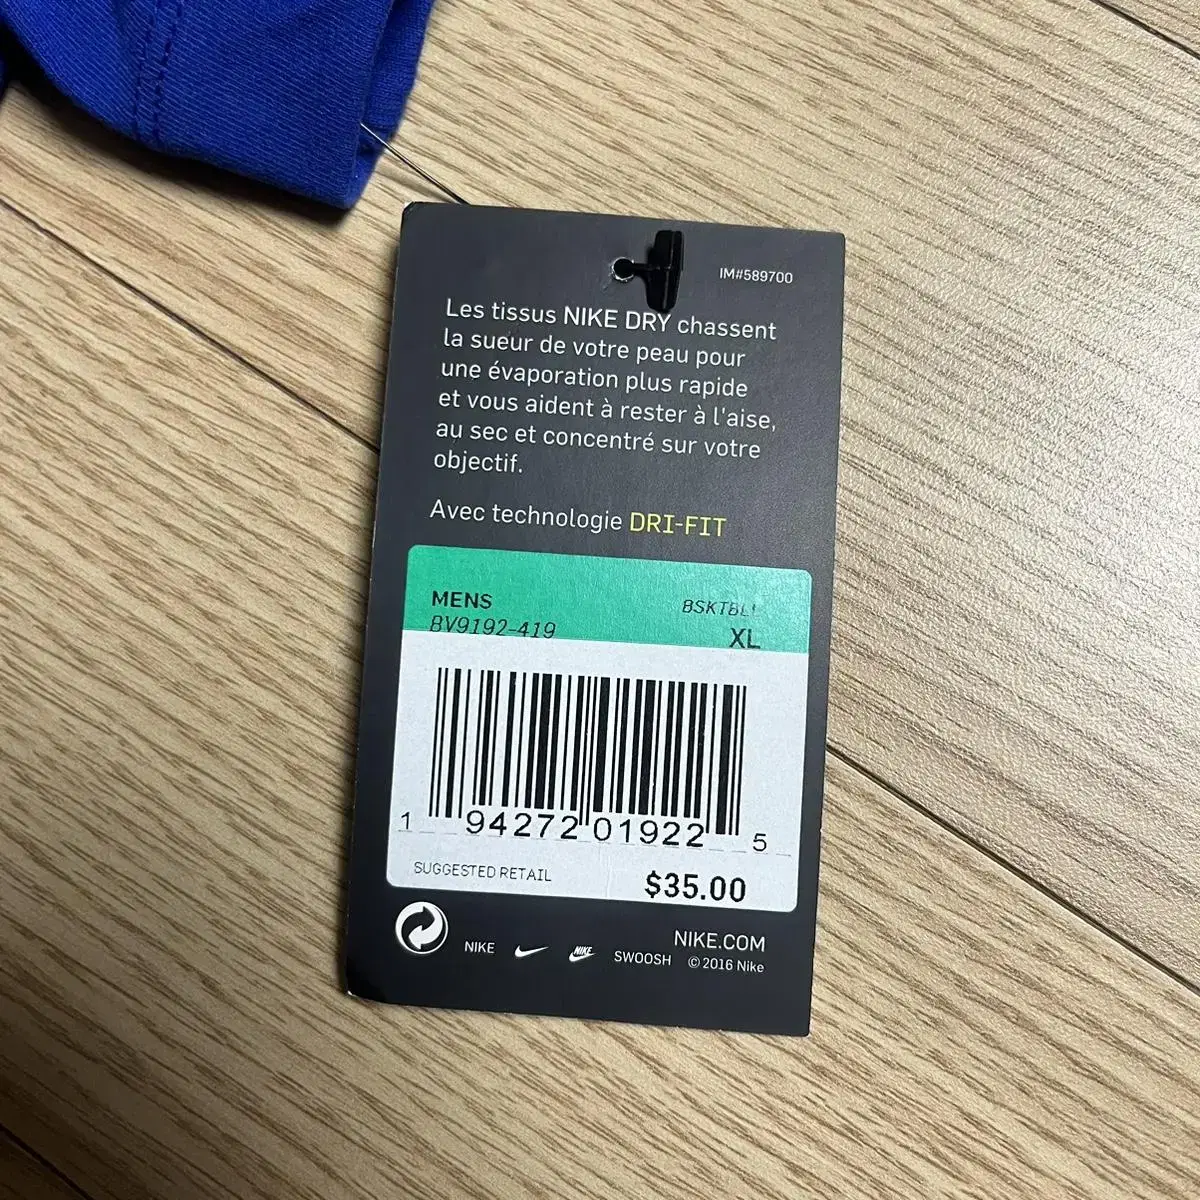 IM#589700
Les tissus NIKE DRY chassent
la sueur de votre peau pour
une évaporation plus rapide
et vous aident à rester à l'aise,
au sec et concentré sur votre
objectif.
Avec technologie DRI-FIT
MENS BSKTBLL
BV9192-419 XL
1 94272 01922 5
SUGGESTED RETAIL $35.00
NIKE NIKE SWOOSH
NIKE.COM
© 2016 Nike